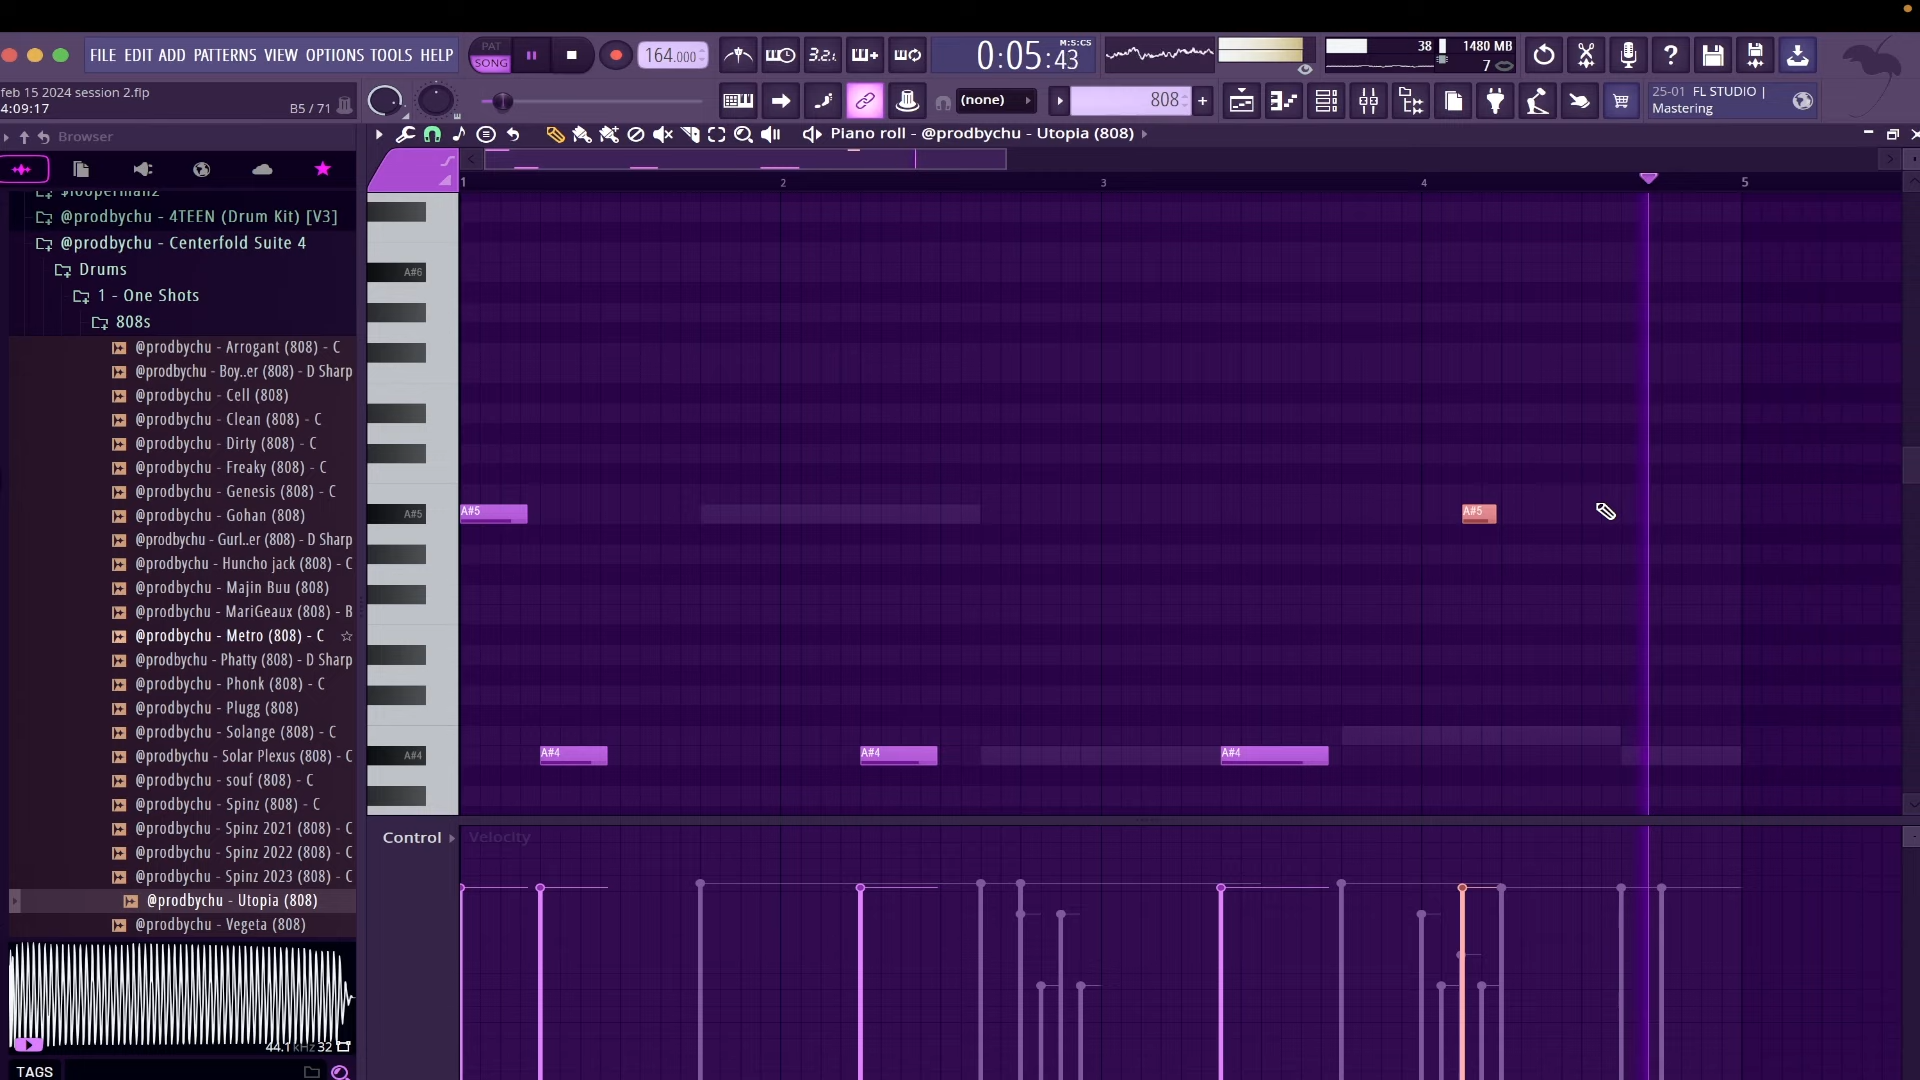 FILE EDIT ADD PATTERNS VIEW OPTIONS TOOLS HELP
PAT
SONG
164.000
3.2.
0:05:43
M:S:CS
38
1480 MB
7
feb 15 2024 session 2.flp
4:09:17
B5 / 71
(none)
808
25-01 FL STUDIO |
Mastering
Browser
Piano roll - @prodbychu - Utopia (808)
1
2
3
4
5
$loopermanz
@prodbychu - 4TEEN (Drum Kit) [V3]
@prodbychu - Centerfold Suite 4
Drums
1 - One Shots
808s
@prodbychu - Arrogant (808) - C
@prodbychu - Boy..er (808) - D Sharp
@prodbychu - Cell (808)
@prodbychu - Clean (808) - C
@prodbychu - Dirty (808) - C
@prodbychu - Freaky (808) - C
@prodbychu - Genesis (808) - C
@prodbychu - Gohan (808)
@prodbychu - Gurl..er (808) - D Sharp
@prodbychu - Huncho jack (808) - C
@prodbychu - Majin Buu (808)
@prodbychu - MariGeaux (808) - B
@prodbychu - Metro (808) - C
@prodbychu - Phatty (808) - D Sharp
@prodbychu - Phonk (808) - C
@prodbychu - Plugg (808)
@prodbychu - Solange (808) - C
@prodbychu - Solar Plexus (808) - C
@prodbychu - souf (808) - C
@prodbychu - Spinz (808) - C
@prodbychu - Spinz 2021 (808) - C
@prodbychu - Spinz 2022 (808) - C
@prodbychu - Spinz 2023 (808) - C
@prodbychu - Utopia (808)
@prodbychu - Vegeta (808)
44.1kHz 32
TAGS
A#6
A#5
A#4
A#5
A#5
A#4
A#4
A#4
Control
Velocity